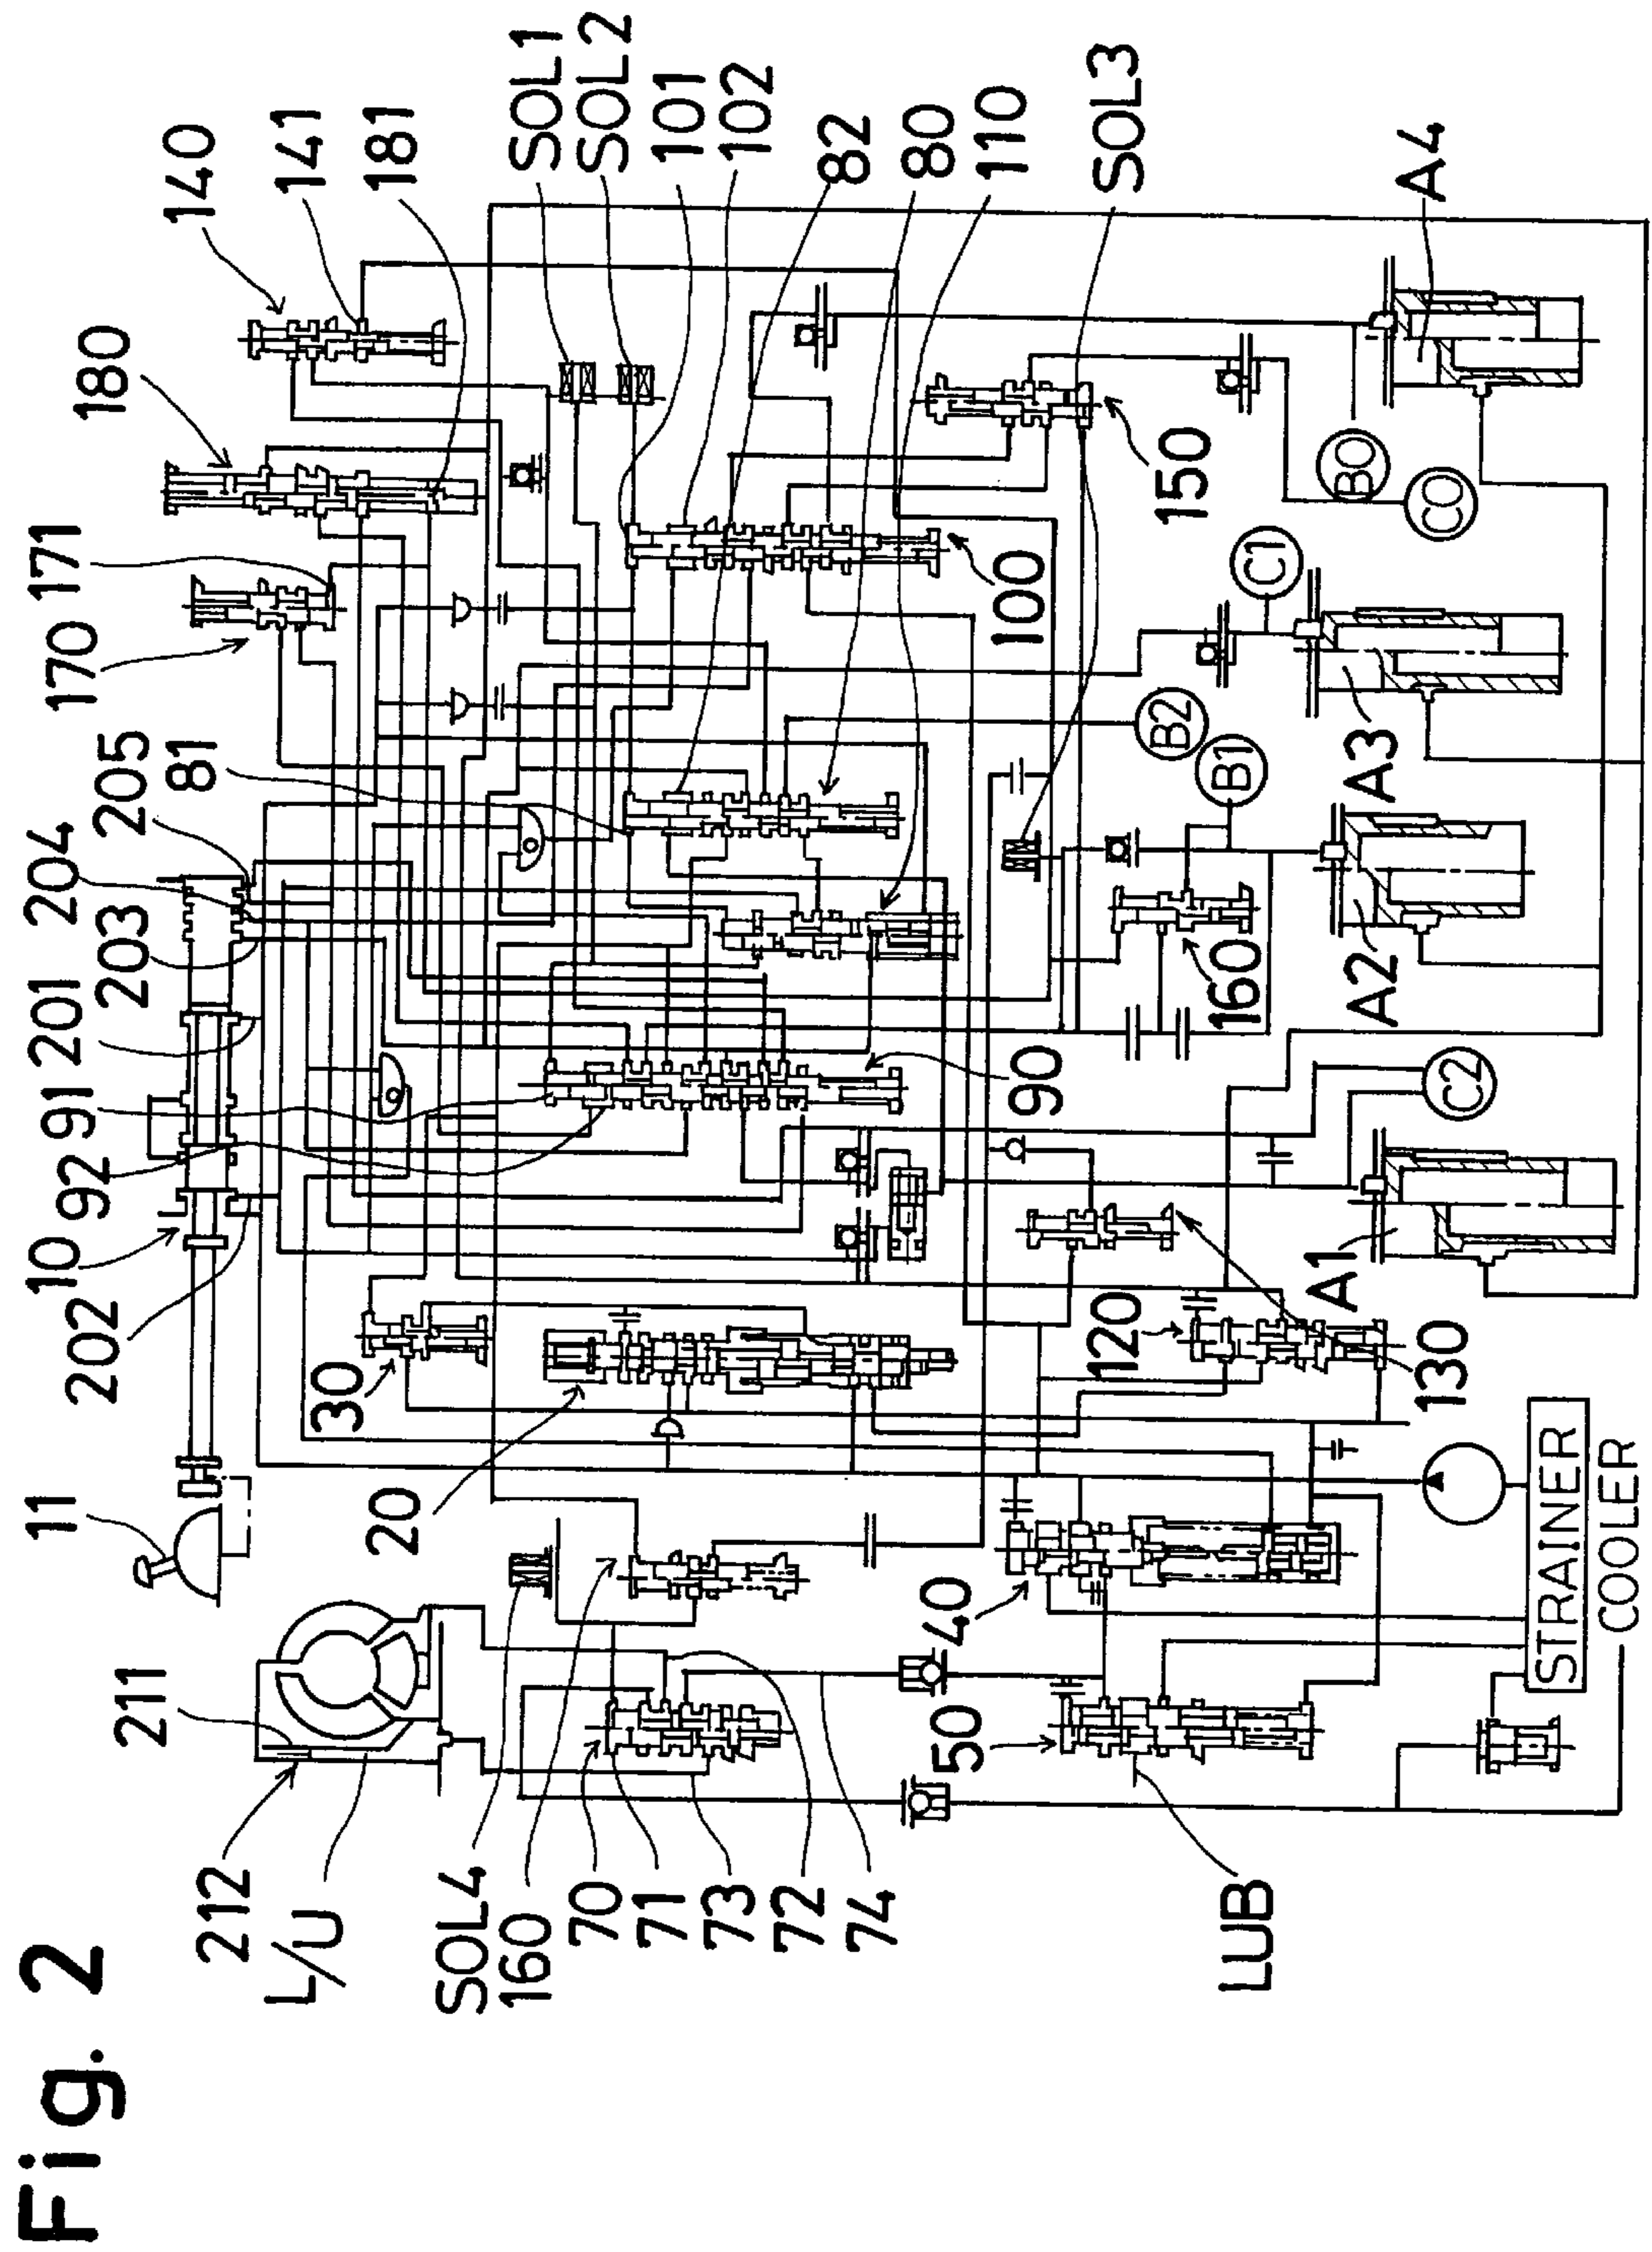 Fig. 2
140
141
181
SOL1
SOL2
101
102
82
80
110
SOL3
A4
180
170
171
150
B0
C0
100
C1
205
81
204
203
B2
B1
A3
201
A2
160
91
92
90
C2
10
202
30
120
A1
130
11
20
40
STRAINER
COOLER
211
50
212
L/U
SOL4
160
70
71
73
72
74
LUB